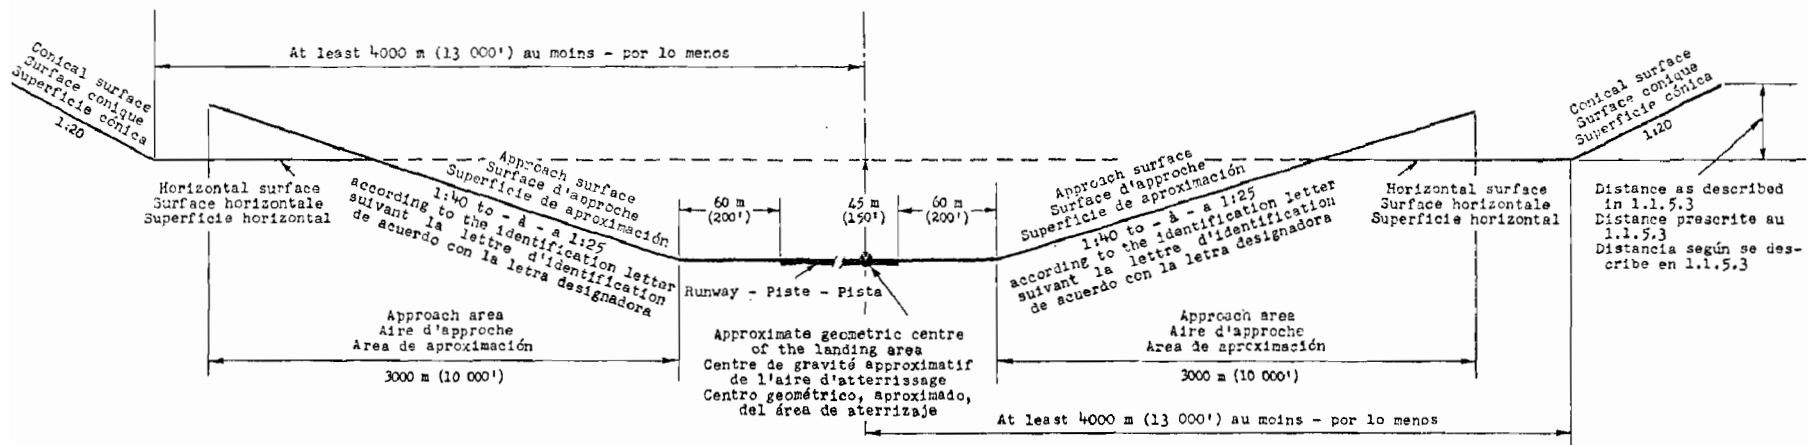 At least 4000 m (13 000') au moins - por lo menos
Conical surface
Surface conique
Superficie cónica
1:20
Horizontal surface
Surface horizontale
Superficie horizontal
Approach surface
Surface d'approche
Superficie de aproximación
1:40 to - à - a 1:25
according to the identification letter
suivant la lettre d'identification
de acuerdo con la letra designadora
60 m
(200')
45 m
(150')
60 m
(200')
Runway - Piste - Pista
Approach area
Aire d'approche
Area de aproximación
3000 m (10 000')
Approximate geometric centre
of the landing area
Centre de gravité approximatif
de l'aire d'atterrissage
Centro geométrico, aproximado,
del área de aterrizaje
Approach surface
Surface d'approche
Superficie de aproximación
1:40 to - à - a 1:25
according to the identification letter
suivant la lettre d'identification
de acuerdo con la letra designadora
Approach area
Aire d'approche
Area de aproximación
3000 m (10 000')
Conical surface
Surface conique
Superficie cónica
1:20
Horizontal surface
Surface horizontale
Superficie horizontal
Distance as described
in 1.1.5.3
Distance prescrite au
1.1.5.3
Distancia según se des-
cribe en 1.1.5.3
At least 4000 m (13 000') au moins - por lo menos